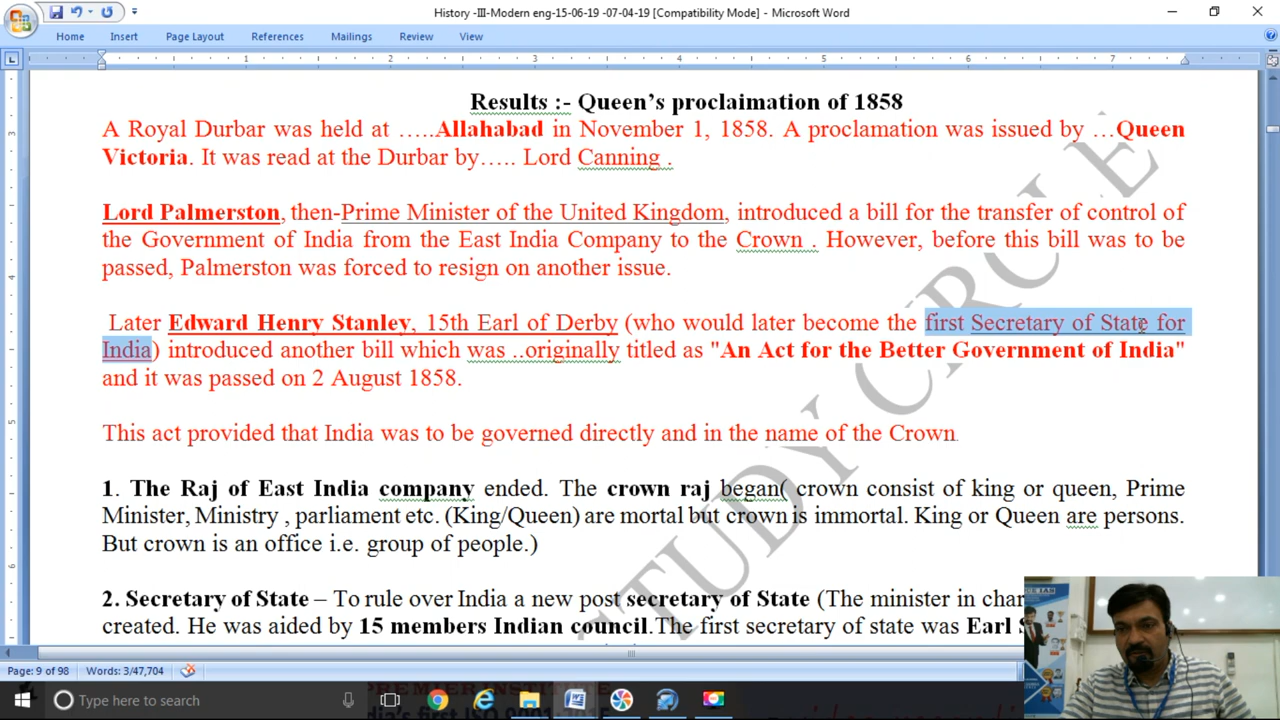 History -III-Modern eng-15-06-19 -07-04-19 [Compatibility Mode] - Microsoft Word
Home Insert Page Layout References Mailings Review View
1 2 3 4 5 6 7
Results :- Queen’s proclaimation of 1858
A Royal Durbar was held at …..Allahabad in November 1, 1858. A proclamation was issued by …Queen
Victoria. It was read at the Durbar by….. Lord Canning .
Lord Palmerston, then-Prime Minister of the United Kingdom, introduced a bill for the transfer of control of
the Government of India from the East India Company to the Crown . However, before this bill was to be
passed, Palmerston was forced to resign on another issue.
Later Edward Henry Stanley, 15th Earl of Derby (who would later become the first Secretary of State for
India) introduced another bill which was ..originally titled as "An Act for the Better Government of India"
and it was passed on 2 August 1858.
This act provided that India was to be governed directly and in the name of the Crown.
1. The Raj of East India company ended. The crown raj began( crown consist of king or queen, Prime
Minister, Ministry , parliament etc. (King/Queen) are mortal but crown is immortal. King or Queen are persons.
But crown is an office i.e. group of people.)
2. Secretary of State – To rule over India a new post secretary of State (The minister in char
created. He was aided by 15 members Indian council.The first secretary of state was Earl S
STUDY CIRCLE
Page: 9 of 98 Words: 3/47,704
Type here to search